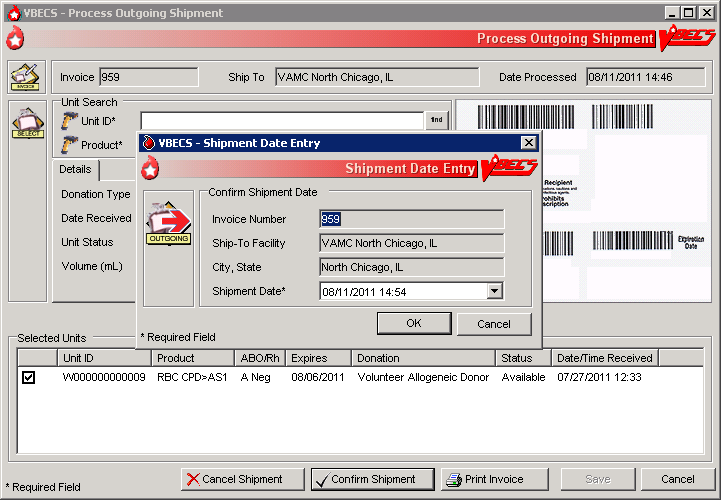 VBECS - Process Outgoing Shipment
Process Outgoing Shipment VBECS
INVOICE
Invoice 959 Ship To VAMC North Chicago, IL Date Processed 08/11/2011 14:46
SELECT
Unit Search
Unit ID*
Product*
Details
Donation Type
Date Received
Unit Status
Volume (mL)
Recipient
Expiration
Date
VBECS - Shipment Date Entry
Shipment Date Entry VBECS
OUTGOING
Confirm Shipment Date
Invoice Number 959
Ship-To Facility VAMC North Chicago, IL
City, State North Chicago, IL
Shipment Date* 08/11/2011 14:54
OK Cancel
* Required Field
Selected Units
Unit ID Product ABO/Rh Expires Donation Status Date/Time Received
W000000000009 RBC CPD>AS1 A Neg 08/06/2011 Volunteer Allogeneic Donor Available 07/27/2011 12:33
* Required Field
Cancel Shipment Confirm Shipment Print Invoice Save Cancel